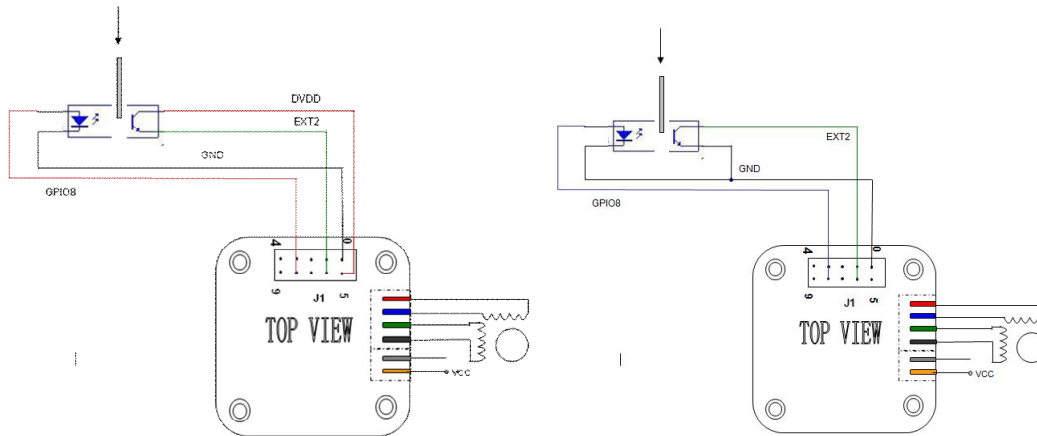 DVDD
EXT2
GND
GPIO8
4
0
9
5
J1
TOP VIEW
VCC
EXT2
GND
GPIO8
4
0
9
5
J1
TOP VIEW
VCC